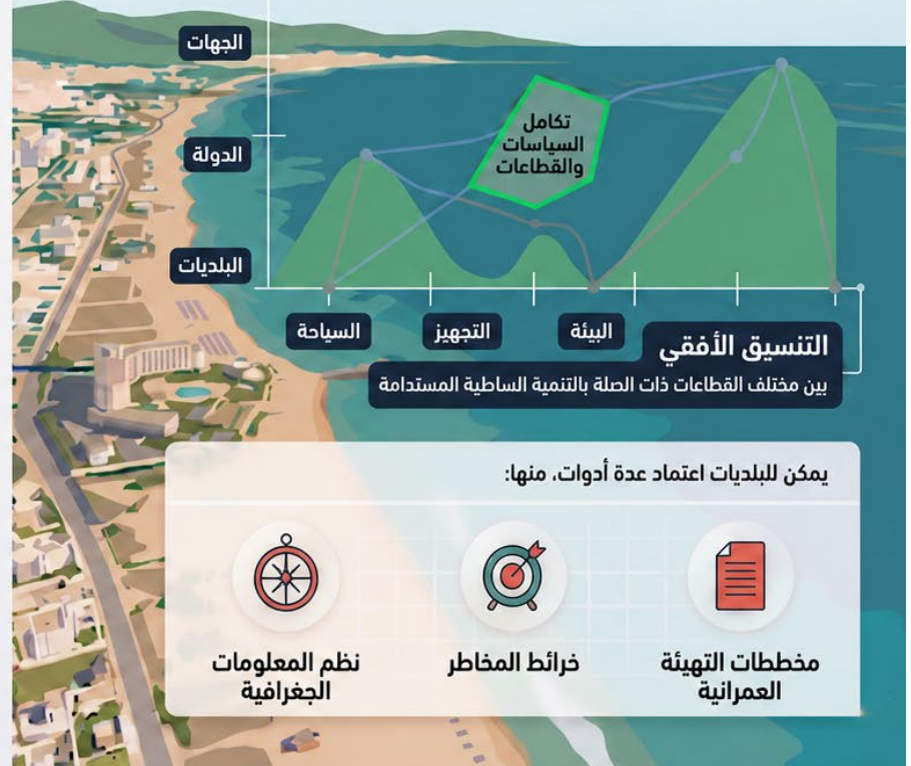 الجهات
تكامل
السياسات
والقطاعات
الدولة
البلديات
السياحة
التجهيز
البيئة
التنسيق الأفقي
بين مختلف القطاعات ذات الصلة بالتنمية الساطية المستدامة
يمكن للبلديات اعتماد عدة أدوات، منها:
مخططات التهيئة
العمرانية
خرائط المخاطر
نظم المعلومات
الجغرافية